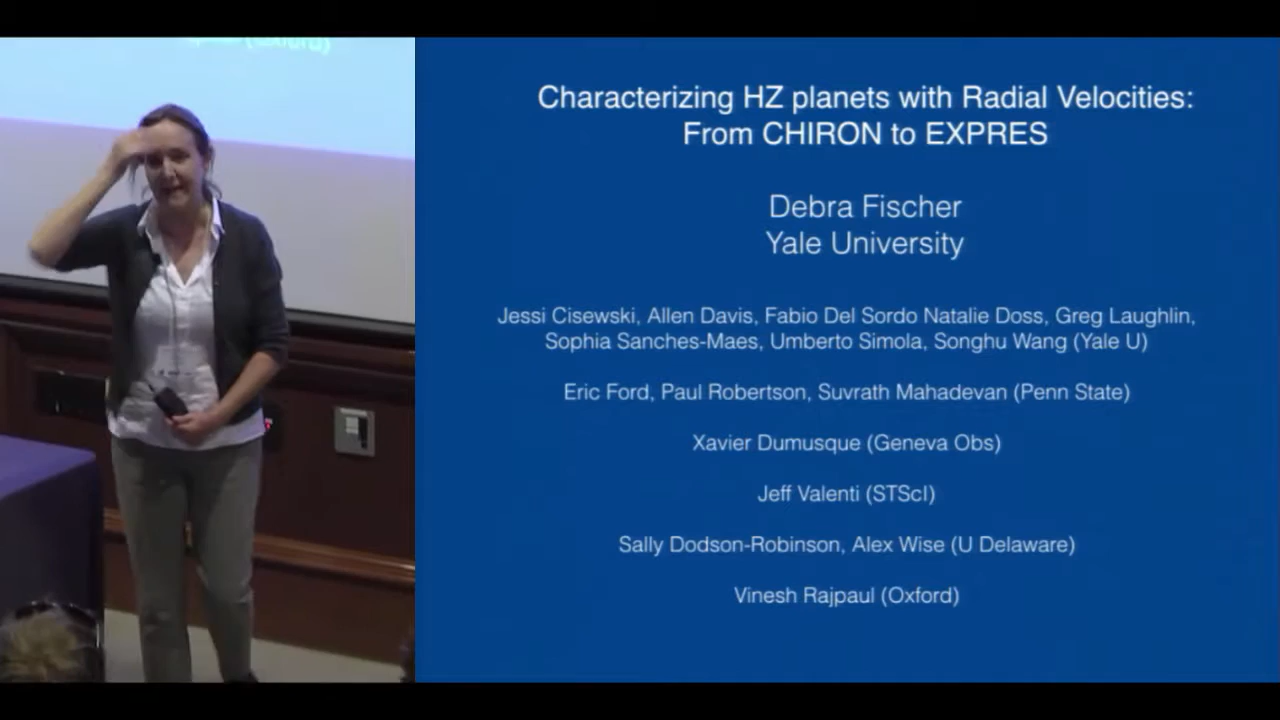 (Oxford)
Characterizing HZ planets with Radial Velocities:
From CHIRON to EXPRES
Debra Fischer
Yale University
Jessi Cisewski, Allen Davis, Fabio Del Sordo Natalie Doss, Greg Laughlin,
Sophia Sanches-Maes, Umberto Simola, Songhu Wang (Yale U)
Eric Ford, Paul Robertson, Suvrath Mahadevan (Penn State)
Xavier Dumusque (Geneva Obs)
Jeff Valenti (STScI)
Sally Dodson-Robinson, Alex Wise (U Delaware)
Vinesh Rajpaul (Oxford)